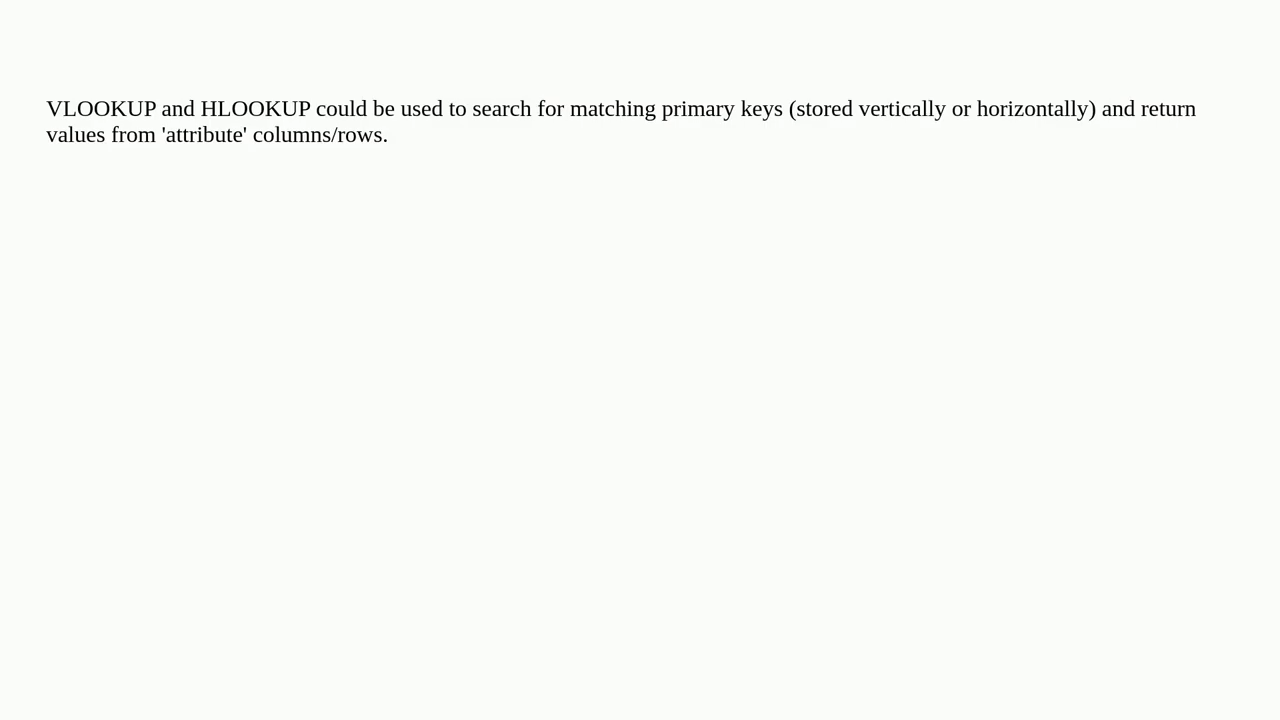 VLOOKUP and HLOOKUP could be used to search for matching primary keys (stored vertically or horizontally) and return
values from 'attribute' columns/rows.